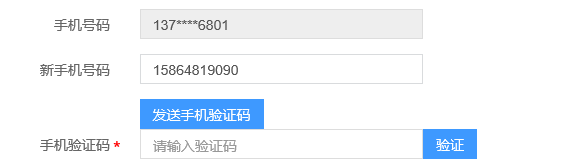 手机号码 137****6801
新手机号码 15864819090
发送手机验证码
手机验证码 * 请输入验证码 验证